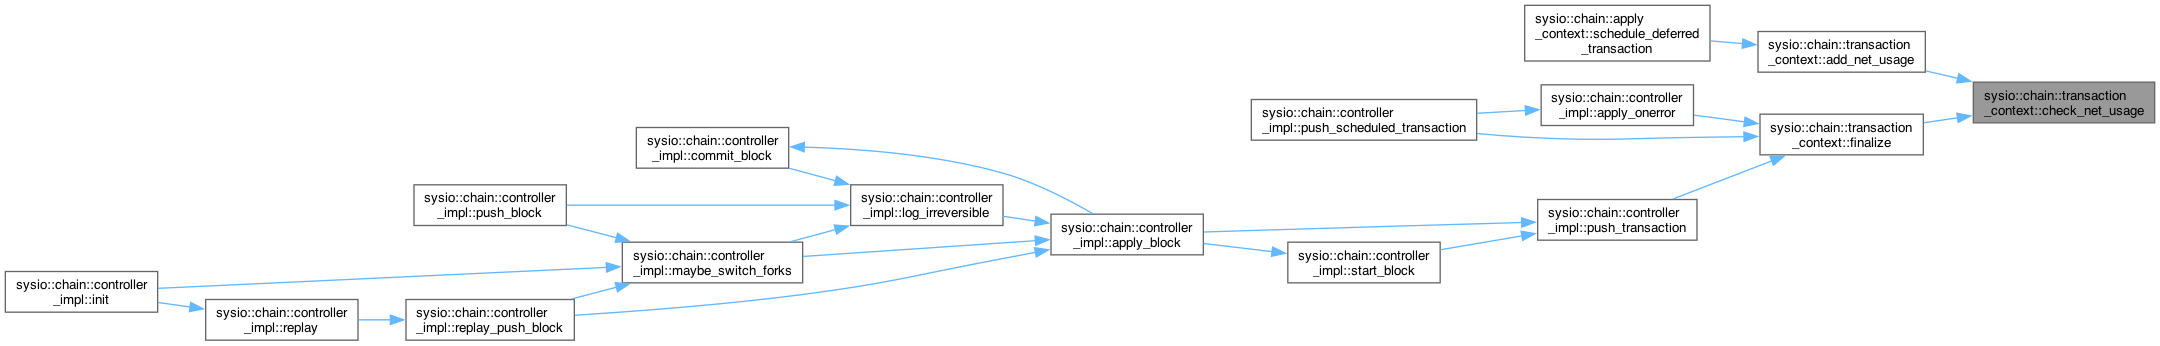 sysio::chain::apply
_context::schedule_deferred
_transaction
sysio::chain::transaction
_context::add_net_usage
sysio::chain::transaction
_context::check_net_usage
sysio::chain::controller
_impl::apply_onerror
sysio::chain::controller
_impl::push_scheduled_transaction
sysio::chain::transaction
_context::finalize
sysio::chain::controller
_impl::commit_block
sysio::chain::controller
_impl::push_block
sysio::chain::controller
_impl::log_irreversible
sysio::chain::controller
_impl::push_transaction
sysio::chain::controller
_impl::apply_block
sysio::chain::controller
_impl::maybe_switch_forks
sysio::chain::controller
_impl::start_block
sysio::chain::controller
_impl::init
sysio::chain::controller
_impl::replay
sysio::chain::controller
_impl::replay_push_block